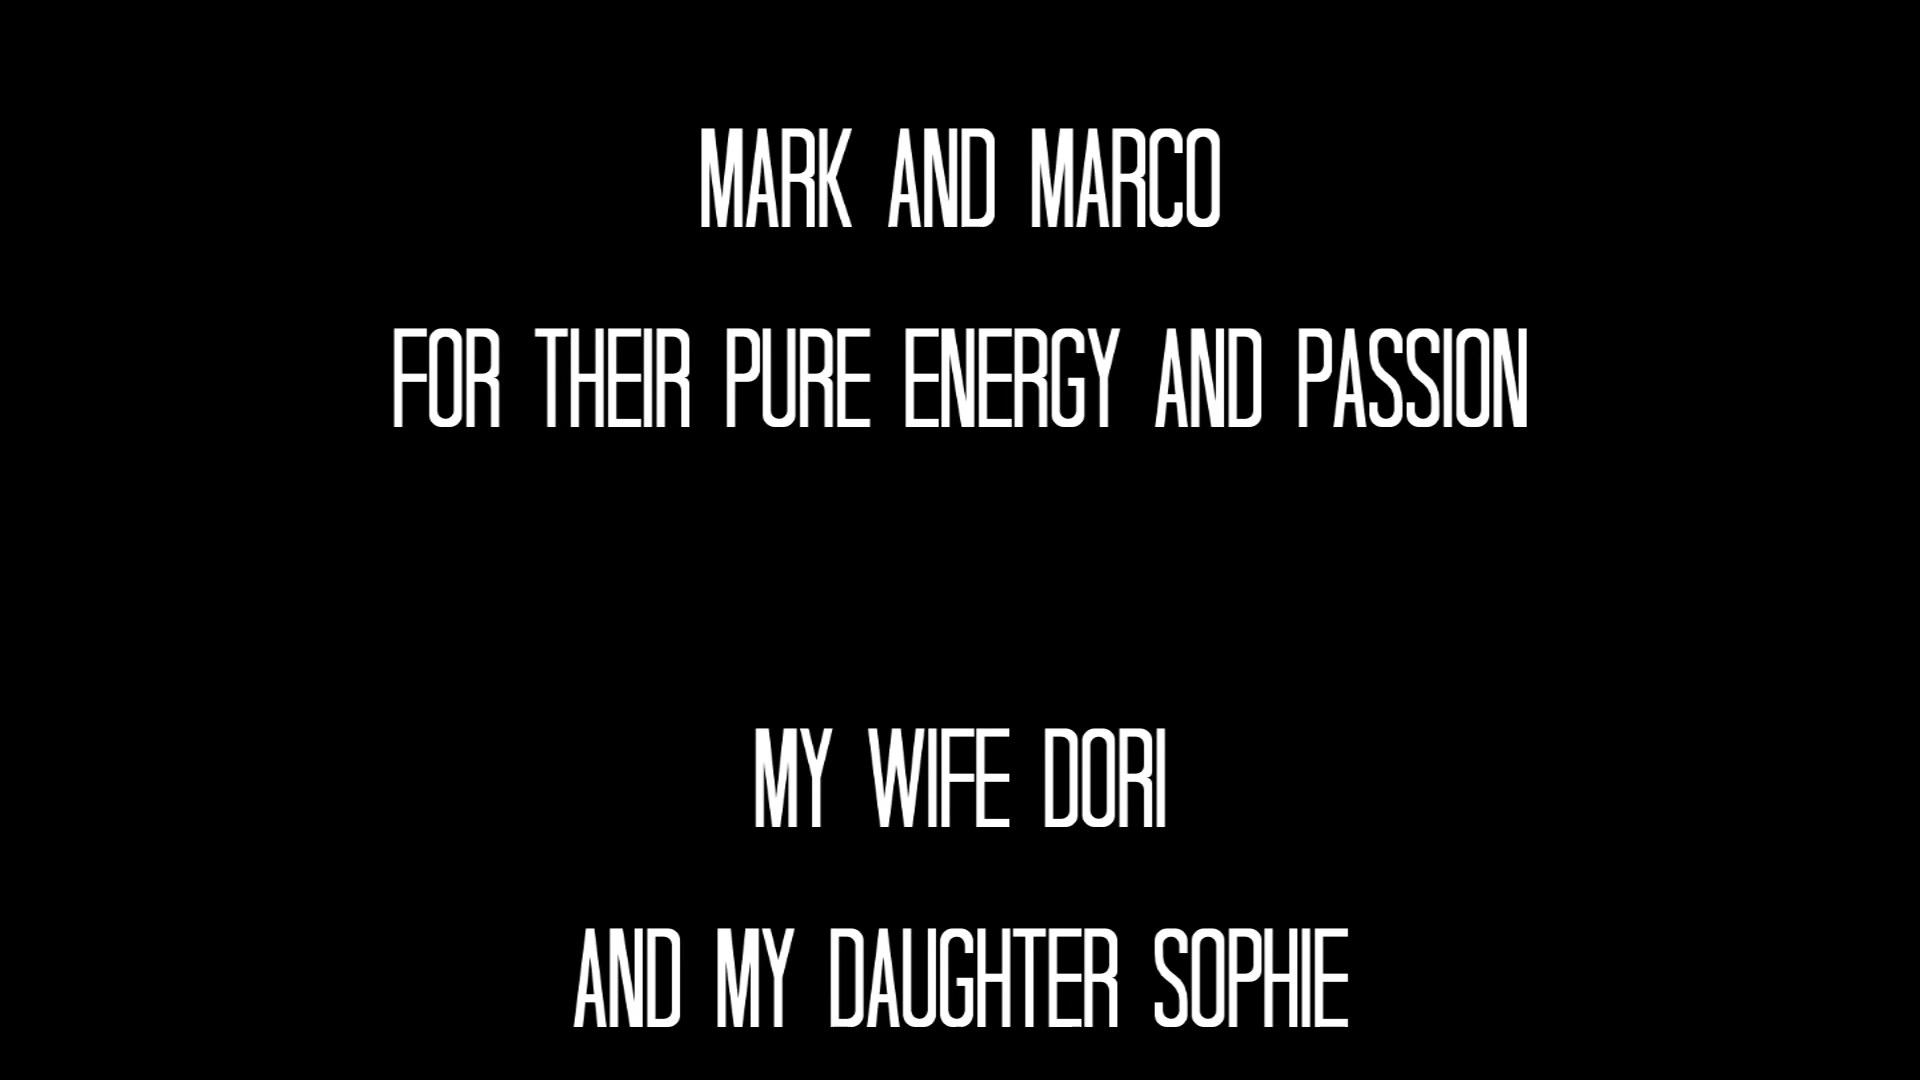 MARK AND MARCO
FOR THEIR PURE ENERGY AND PASSION
MY WIFE DORI
AND MY DAUGHTER SOPHIE